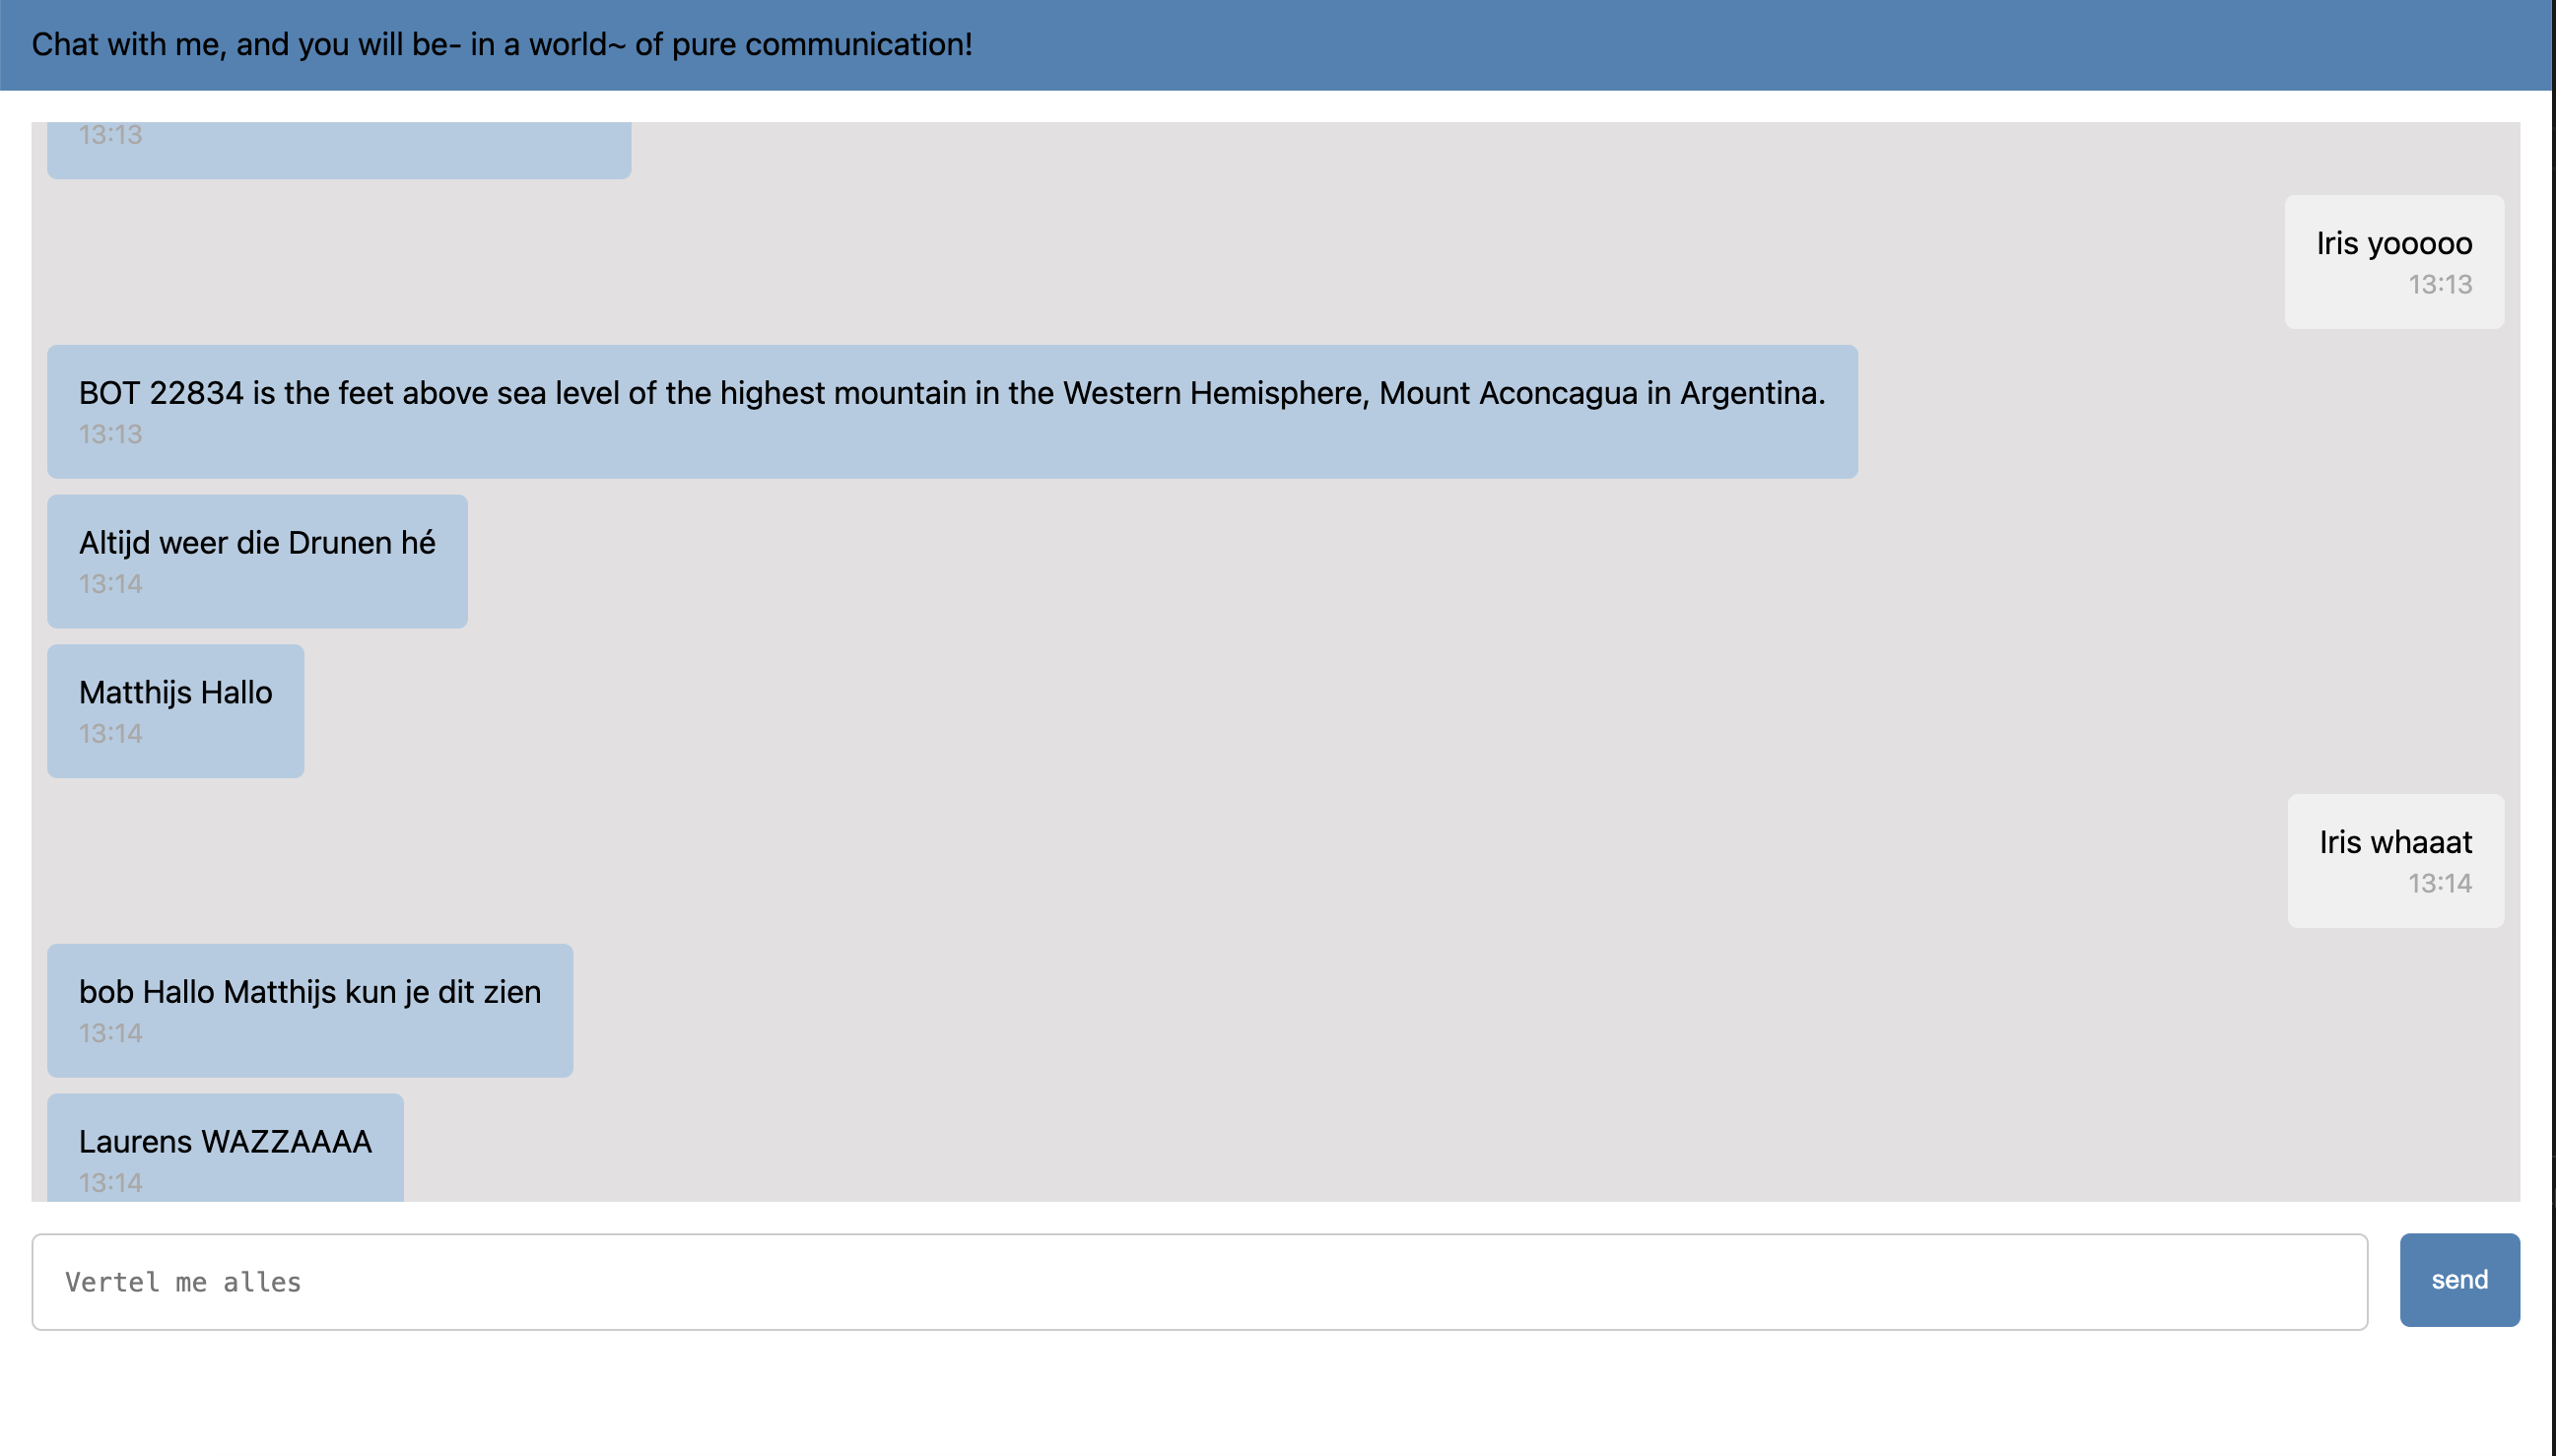 Chat with me, and you will be- in a world~ of pure communication!
13:13
Iris yooooo
13:13
BOT 22834 is the feet above sea level of the highest mountain in the Western Hemisphere, Mount Aconcagua in Argentina.
13:13
Altijd weer die Drunen hé
13:14
Matthijs Hallo
13:14
Iris whaaat
13:14
bob Hallo Matthijs kun je dit zien
13:14
Laurens WAZZAAAA
13:14
Vertel me alles
send